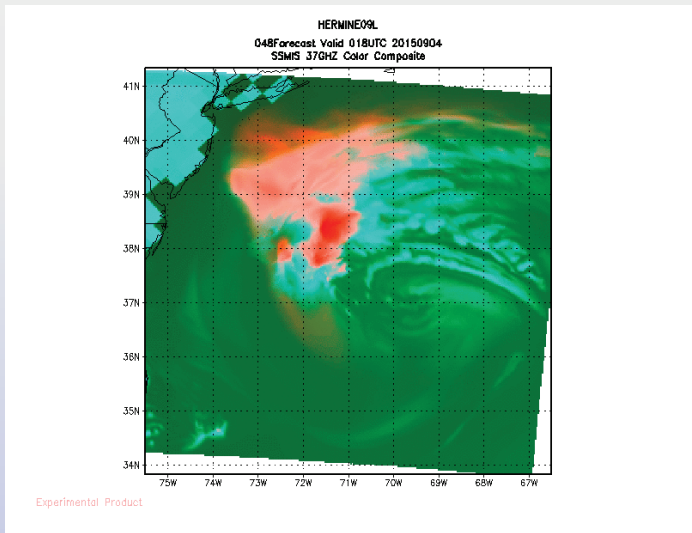 HERMINE09L
048Forecast Valid 018UTC 20150904
SSMIS 37GHZ Color Composite
41N
40N
39N
38N
37N
36N
35N
34N
75W 74W 73W 72W 71W 70W 69W 68W 67W
Experimental Product